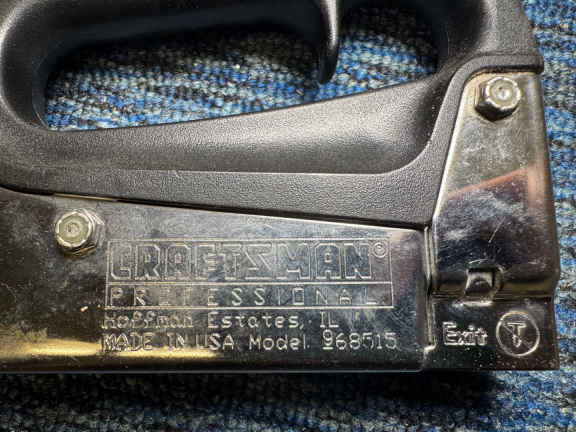 CRAFTSMAN©
PROFESSIONAL
Hoffman Estates, IL
MADE IN USA Model 968515
Exit